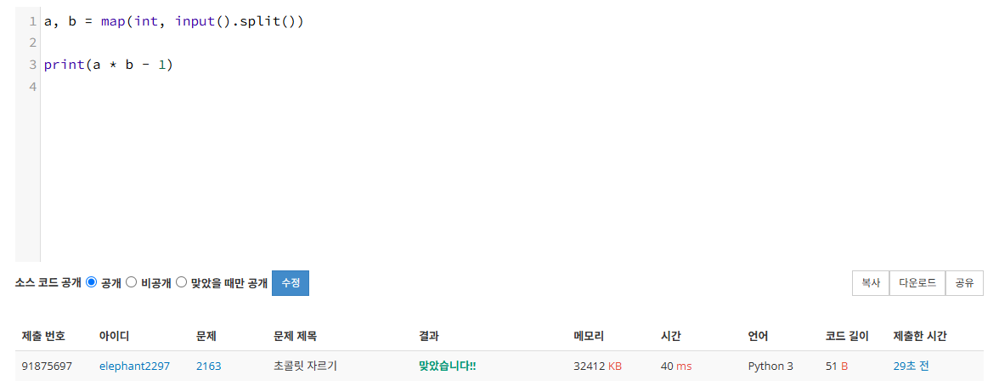 1 a, b = map(int, input().split())
2
3 print(a * b - 1)
4
소스 코드 공개 공개 비공개 맞았을 때만 공개 수정 복사 다운로드 공유
제출 번호 아이디 문제 문제 제목 결과 메모리 시간 언어 코드 길이 제출한 시간
91875697 elephant2297 2163 초콜릿 자르기 맞았습니다!! 32412 KB 40 ms Python 3 51 B 29초 전